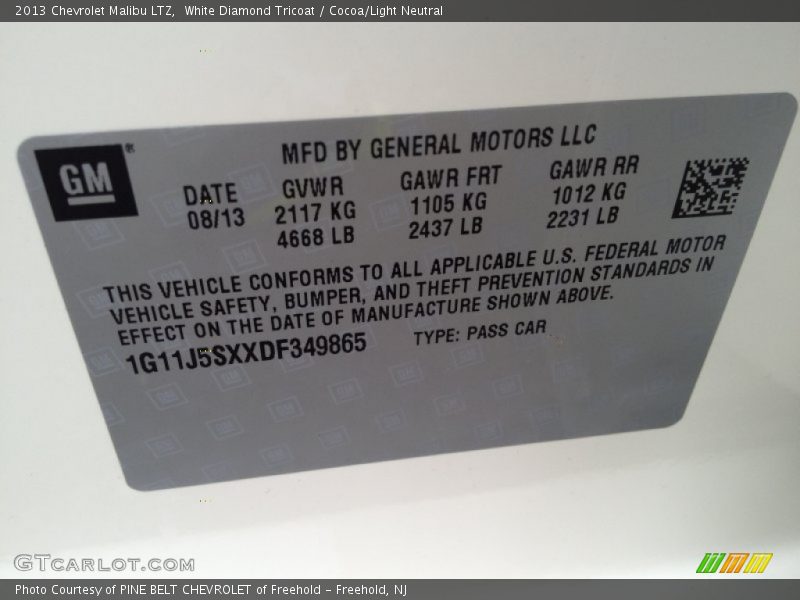 2013 Chevrolet Malibu LTZ, White Diamond Tricoat / Cocoa/Light Neutral
GM
MFD BY GENERAL MOTORS LLC
DATE GVWR GAWR FRT GAWR RR
08/13 2117 KG 1105 KG 1012 KG
4668 LB 2437 LB 2231 LB
THIS VEHICLE CONFORMS TO ALL APPLICABLE U.S. FEDERAL MOTOR
VEHICLE SAFETY, BUMPER, AND THEFT PREVENTION STANDARDS IN
EFFECT ON THE DATE OF MANUFACTURE SHOWN ABOVE.
1G11J5SXXDF349865 TYPE: PASS CAR
GTCARLOT.COM
Photo Courtesy of PINE BELT CHEVROLET of Freehold - Freehold, NJ